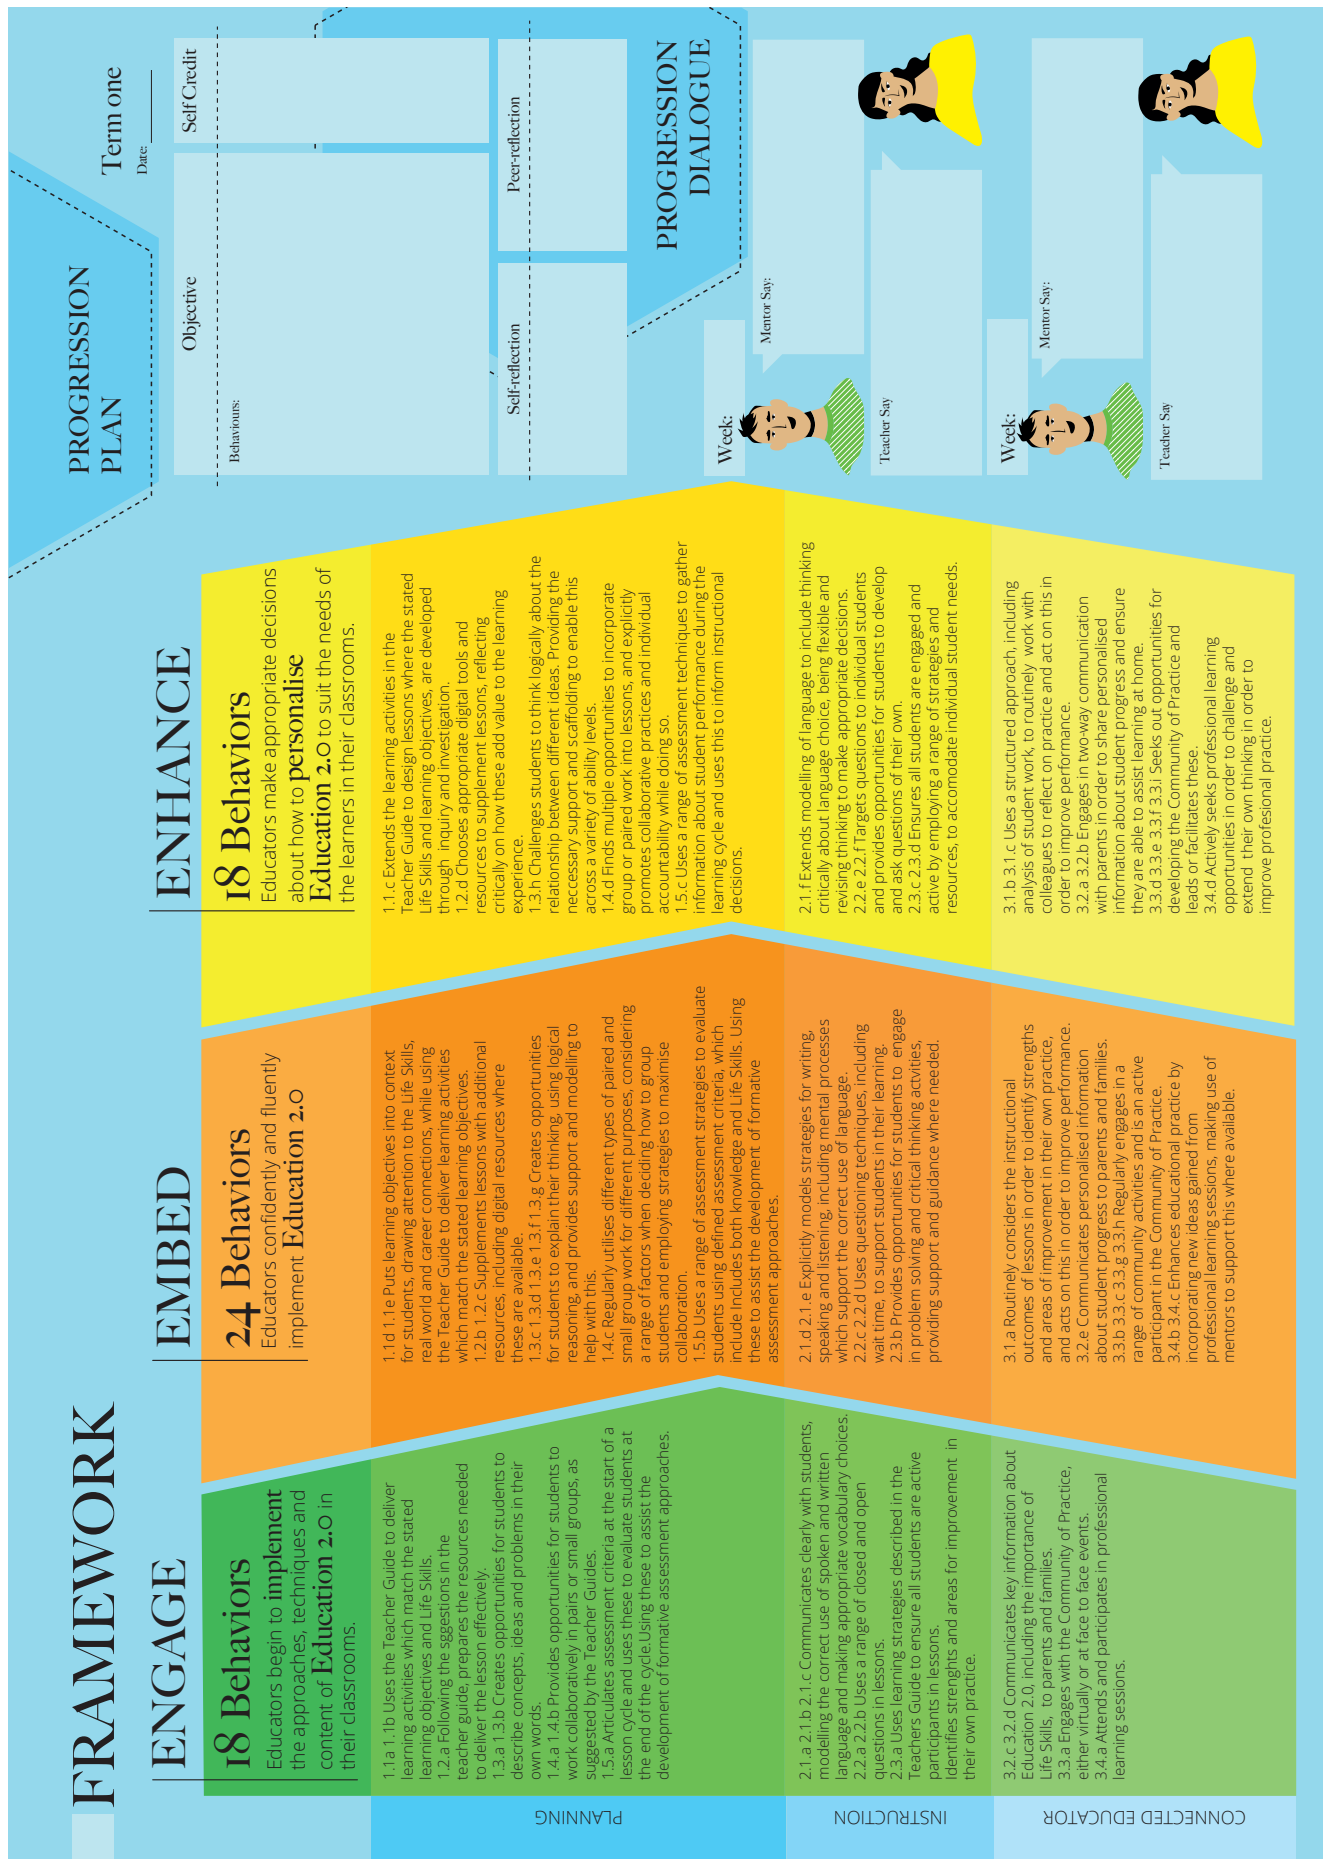 FRAMEWORK
ENGAGE
18 Behaviors
Educators begin to implement
the approaches, techniques and
content of Education 2.0 in
their classrooms.
EMBED
24 Behaviors
Educators confidently and fluently
implement Education 2.0
ENHANCE
18 Behaviors
Educators make appropriate decisions
about how to personalise
Education 2.0 to suit the needs of
the learners in their classrooms.
PLANNING
1.1.a 1.1.b Uses the Teacher Guide to deliver
learning activities which match the stated
learning objectives and Life Skills.
1.2.a Following the sggestions in the
teacher guide, prepares the resources needed
to deliver the lesson effectively.
1.3.a 1.3.b Creates opportunities for students to
describe concepts, ideas and problems in their
own words.
1.4.a 1.4.b Provides opportunities for students to
work collaboratively in pairs or small groups, as
suggested by the Teacher Guides.
1.5.a Articulates assessment criteria at the start of a
lesson cycle and uses these to evaluate students at
the end of the cycle.Using these to assist the
development of formative assessment approaches.
1.1.d 1.1.e Puts learning objectives into context
for students, drawing attention to the Life Skills,
real world and career connections, while using
the Teacher Guide to deliver learning activities
which match the stated learning objectives.
1.2.b 1.2.c Supplements lessons with additional
resources, including digital resources where
these are available.
1.3.c 1.3.d 1.3.e 1.3.f 1.3.g Creates opportunities
for students to explain their thinking, using logical
reasoning, and provides support and modelling to
help with this.
1.4.c Regularly utilises different types of paired and
small group work for different purposes, considering
a range of factors when deciding how to group
students and employing strategies to maximise
collaboration.
1.5.b Uses a range of assessment strategies to evaluate
students using defined assessment criteria, which
include Includes both knowledge and Life Skills. Using
these to assist the development of formative
assessment approaches.
1.1.c Extends the learning activities in the
Teacher Guide to design lessons where the stated
Life Skills and learning objectives, are developed
through inquiry and investigation.
1.2.d Chooses appropriate digital tools and
resources to supplement lessons, reflecting
critically on how these add value to the learning
experience.
1.3.h Challenges students to think logically about the
relationship between different ideas. Providing the
neccessary support and scaffolding to enable this
across a variety of ability levels.
1.4.d Finds multiple opportunities to incorporate
group or paired work into lessons, and explicitly
promotes collaborative practices and individual
accountability while doing so.
1.5.c Uses a range of assessment techniques to gather
information about student performance during the
learning cycle and uses this to inform instructional
decisions.
INSTRUCTION
2.1.a 2.1.b 2.1.c Communicates clearly with students,
modelling the correct use of spoken and written
language and making appropriate vocabulary choices.
2.2.a 2.2.b Uses a range of closed and open
questions in lessons.
2.3.a Uses learning strategies described in the
Teachers Guide to ensure all students are active
participants in lessons.
Identifies strenghts and areas for improvement in
their own practice.
2.1.d 2.1.e Explicitly models strategies for writing,
speaking and listening, including mental processes
which support the correct use of language.
2.2.c 2.2.d Uses questioning techniques, including
wait time, to support students in their learning.
2.3.b Provides opportunities for students to engage
in problem solving and critical thinking activities,
providing support and guidance where needed.
2.1.f Extends modelling of language to include thinking
critically about language choice, being flexible and
revising thinking to make appropriate decisions.
2.2.e 2.2.f Targets questions to individual students
and provides opportunities for students to develop
and ask questions of their own.
2.3.c 2.3.d Ensures all students are engaged and
active by employing a range of strategies and
resources, to accomodate individual student needs.
CONNECTED EDUCATOR
3.2.c 3.2.d Communicates key information about
Education 2.0, including the importance of
Life Skills, to parents and families.
3.3.a Engages with the Community of Practice,
either virtually or at face to face events.
3.4.a Attends and participates in professional
learning sessions.
3.1.a Routinely considers the instructional
outcomes of lessons in order to identify strengths
and areas of improvement in their own practice,
and acts on this in order to improve performance.
3.2.e Communicates personalised information
about student progress to parents and families.
3.3.b 3.3.c 3.3.g 3.3.h Regularly engages in a
range of community activities and is an active
participant in the Community of Practice.
3.4.b 3.4.c Enhances educational practice by
incorporating new ideas gained from
professional learning sessions, making use of
mentors to support this where available.
3.1.b 3.1.c Uses a structured approach, including
analysis of student work, to routinely work with
colleagues to reflect on practice and act on this in
order to improve performance.
3.2.a 3.2.b Engages in two-way communication
with parents in order to share personalised
information about student progress and ensure
they are able to assist learning at home.
3.3.d 3.3.e 3.3.f 3.3.i Seeks out opportunities for
developing the Community of Practice and
leads or facilitates these.
3.4.d Actively seeks professional learning
opportunities in order to challenge and
extend their own thinking in order to
improve professional practice.
PROGRESSION
PLAN
Term one
Date:
Objective
Self Credit
Behaviours:
Self-reflection
Peer-reflection
PROGRESSION
DIALOGUE
Week:
Mentor Say:
Teacher Say
Week:
Mentor Say:
Teacher Say